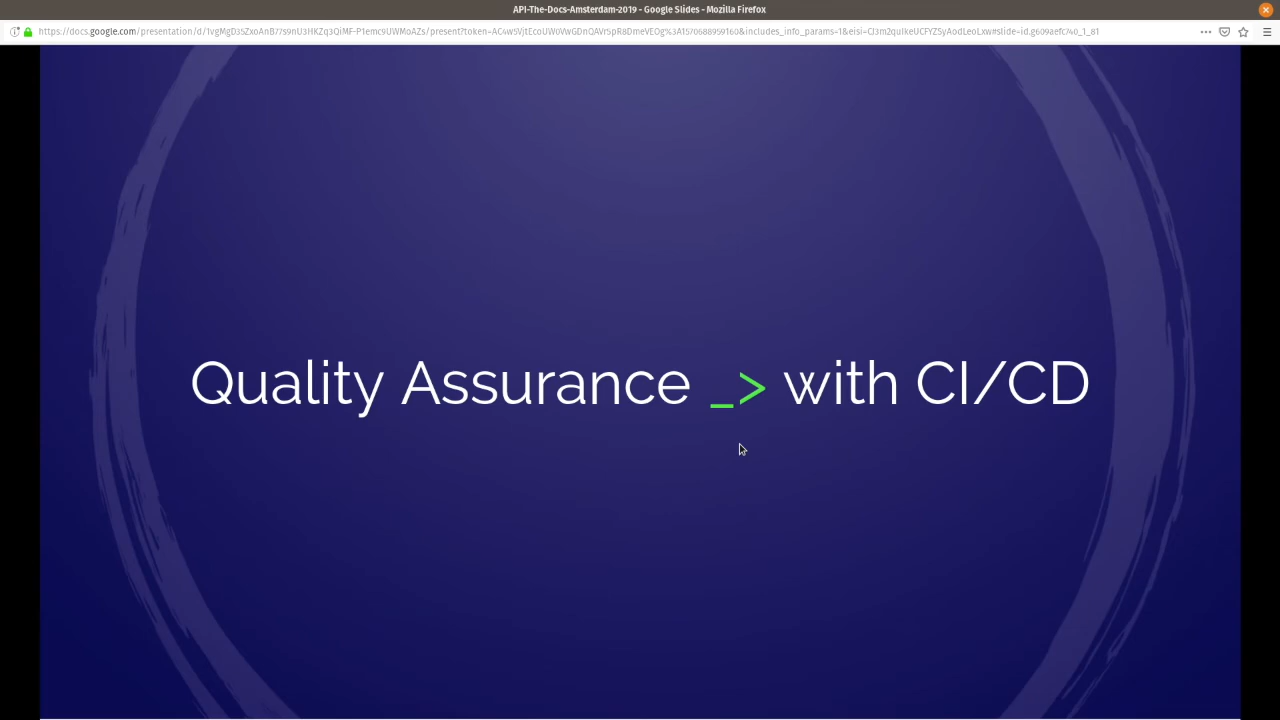 API-The-Docs-Amsterdam-2019 - Google Slides - Mozilla Firefox
Quality Assurance _> with CI/CD